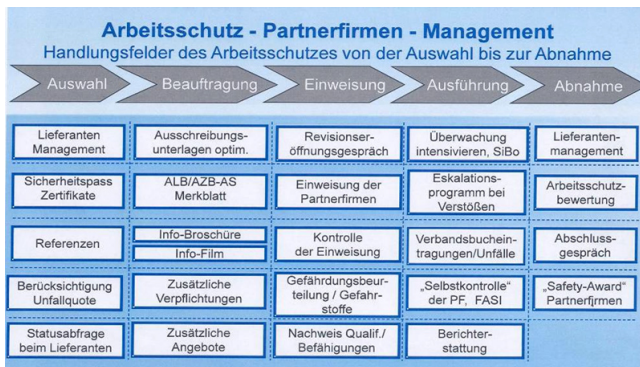 Arbeitsschutz - Partnerfirmen - Management
Handlungsfelder des Arbeitsschutzes von der Auswahl bis zur Abnahme
Auswahl
Beauftragung
Einweisung
Ausführung
Abnahme
Lieferanten
Management
Ausschreibungs-
unterlagen optim.
Revisionser-
öffnungsgespräch
Überwachung
intensivieren, SiBo
Lieferanten-
management
Sicherheitspass
Zertifikate
ALB/AZB-AS
Merkblatt
Einweisung der
Partnerfirmen
Eskalations-
programm bei
Verstößen
Arbeitsschutz-
bewertung
Referenzen
Info-Broschüre
Info-Film
Kontrolle
der Einweisung
Verbandsbuchein-
tragungen/Unfälle
Abschluss-
gespräch
Berücksichtigung
Unfallquote
Zusätzliche
Verpflichtungen
Gefährdungsbeur-
teilung / Gefahr-
stoffe
„Selbstkontrolle“
der PF, FASI
„Safety-Award“
Partnerfirmen
Statusabfrage
beim Lieferanten
Zusätzliche
Angebote
Nachweis Qualif./
Befähigungen
Berichter-
stattung